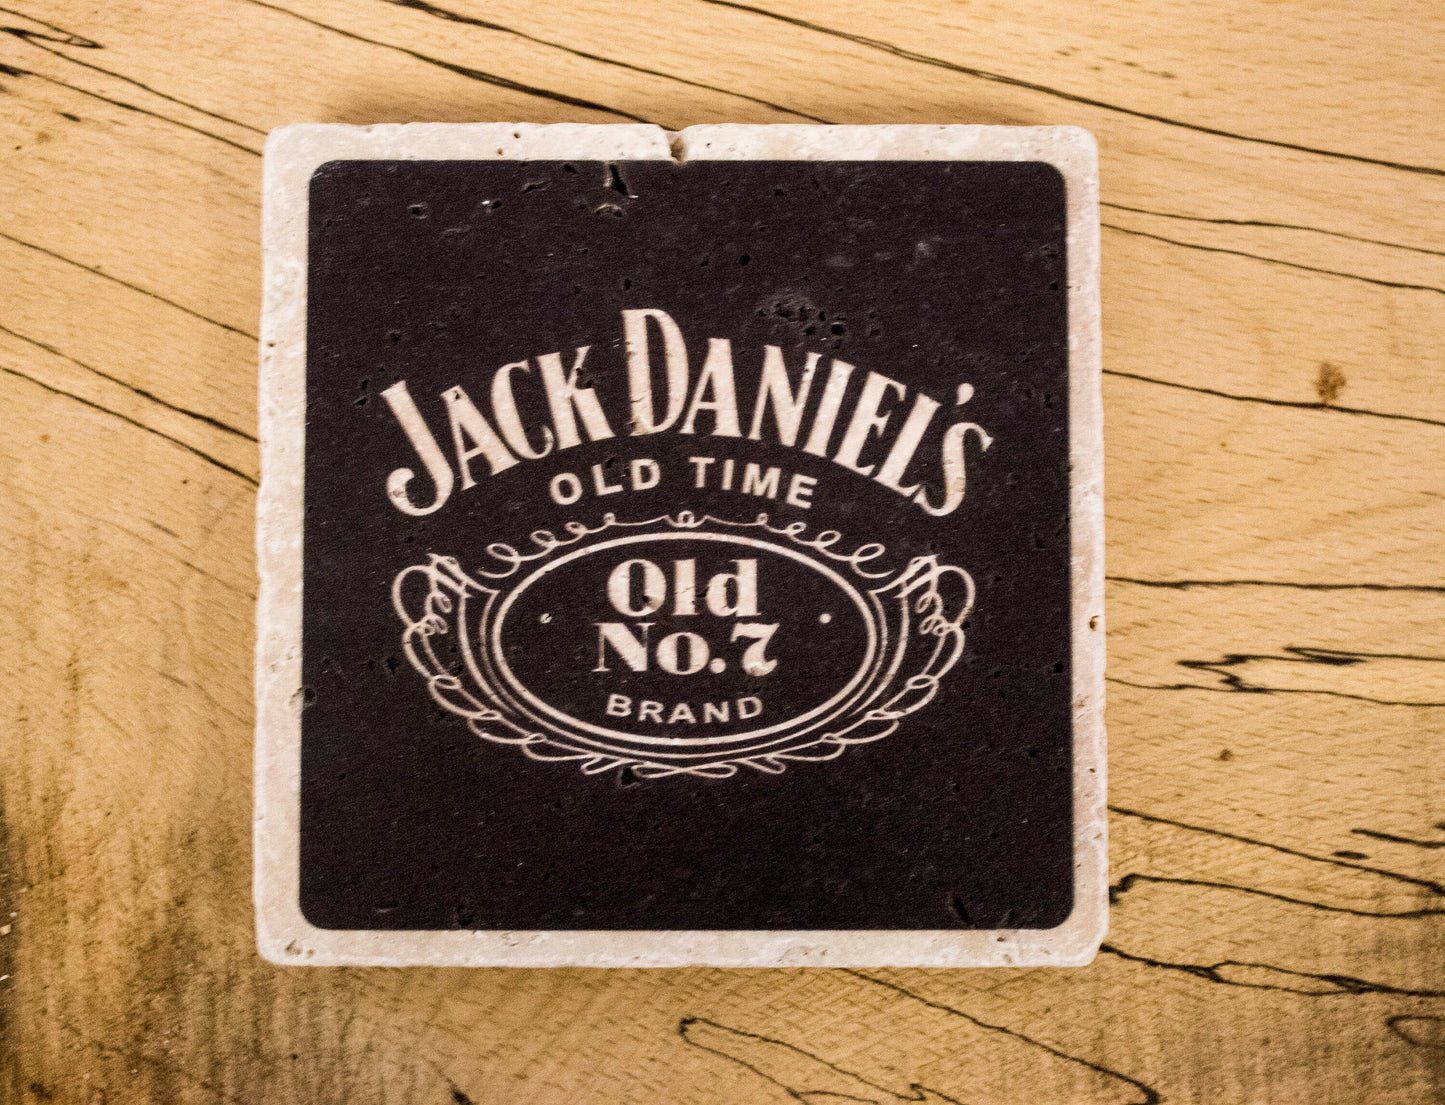 JACK DANIEL'S
OLD TIME
Old
No. 7
BRAND